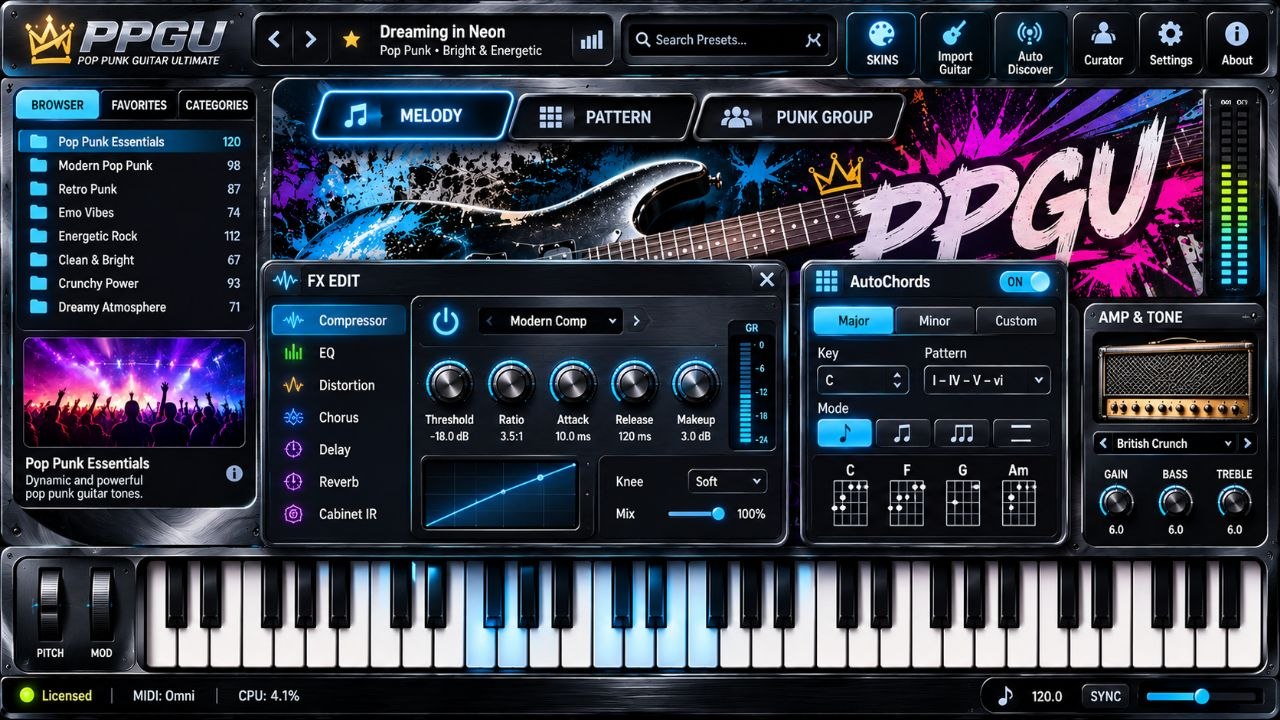 PPGU
POP PUNK GUITAR ULTIMATE
Dreaming in Neon
Pop Punk • Bright & Energetic
Search Presets...
SKINS
Import
Guitar
Auto
Discover
Curator
Settings
About
BROWSER
FAVORITES
CATEGORIES
Pop Punk Essentials 120
Modern Pop Punk 98
Retro Punk 87
Emo Vibes 74
Energetic Rock 112
Clean & Bright 67
Crunchy Power 93
Dreamy Atmosphere 71
Pop Punk Essentials
Dynamic and powerful
pop punk guitar tones.
MELODY
PATTERN
PUNK GROUP
PPGU
FX EDIT
Compressor
EQ
Distortion
Chorus
Delay
Reverb
Cabinet IR
Modern Comp
Threshold
-18.0 dB
Ratio
3.5:1
Attack
10.0 ms
Release
120 ms
Makeup
3.0 dB
GR
0
-6
-12
-18
-24
Knee
Soft
Mix
100%
AutoChords
ON
Major
Minor
Custom
Key
C
Pattern
I – IV – V – vi
Mode
C
F
G
Am
AMP & TONE
British Crunch
GAIN
6.0
BASS
6.0
TREBLE
6.0
PITCH
MOD
Licensed
MIDI: Omni
CPU: 4.1%
120.0
SYNC